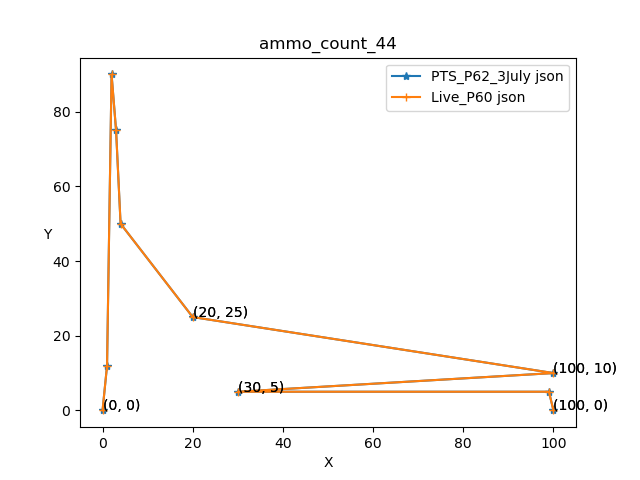 ammo_count_44
PTS_P62_3July json
Live_P60 json
80
60
Y
40
20
0
(20, 25)
(100, 10)
(30, 5)
(0, 0)
(100, 0)
0 20 40 60 80 100
X